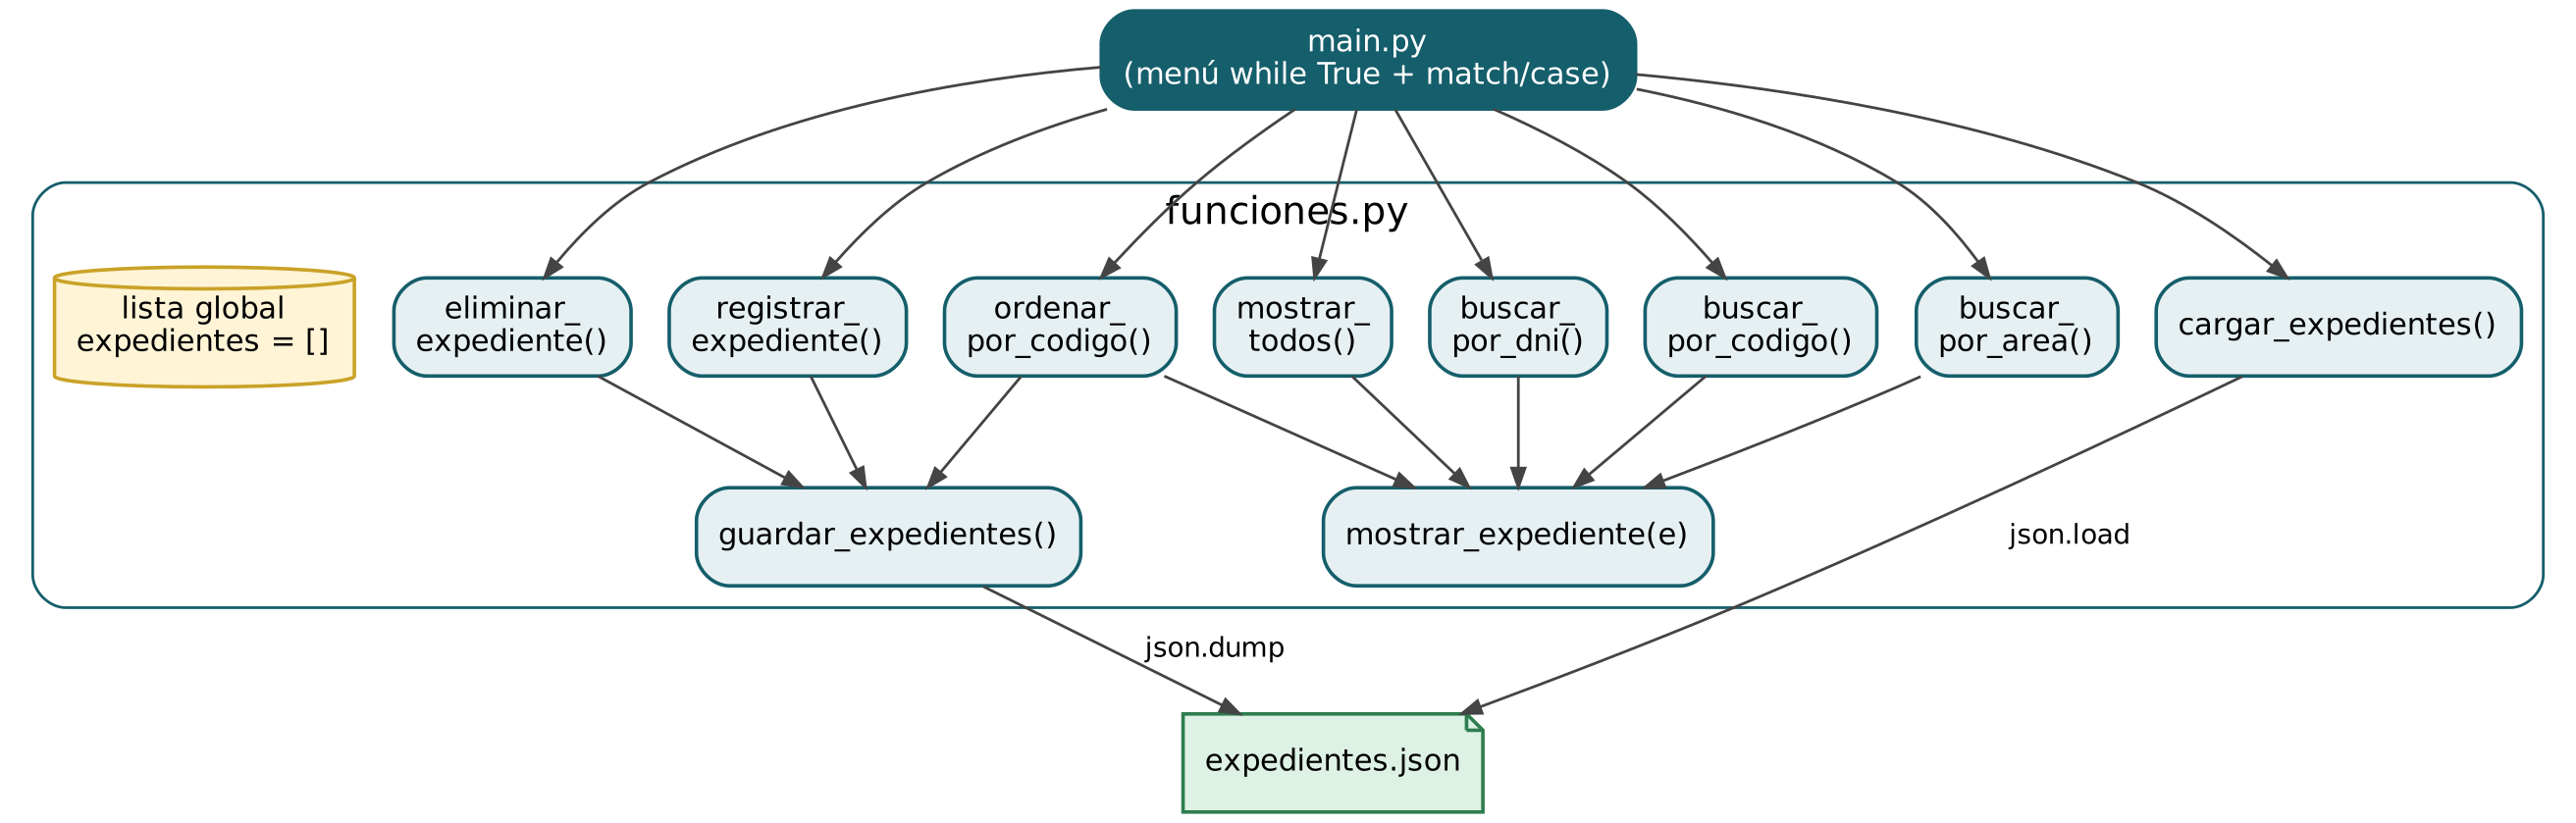 main.py
(menú while True + match/case)
funciones.py
lista global
expedientes = []
eliminar_
expediente()
registrar_
expediente()
ordenar_
por_codigo()
mostrar_
todos()
buscar_
por_dni()
buscar_
por_codigo()
buscar_
por_area()
cargar_expedientes()
guardar_expedientes()
mostrar_expediente(e)
json.load
json.dump
expedientes.json